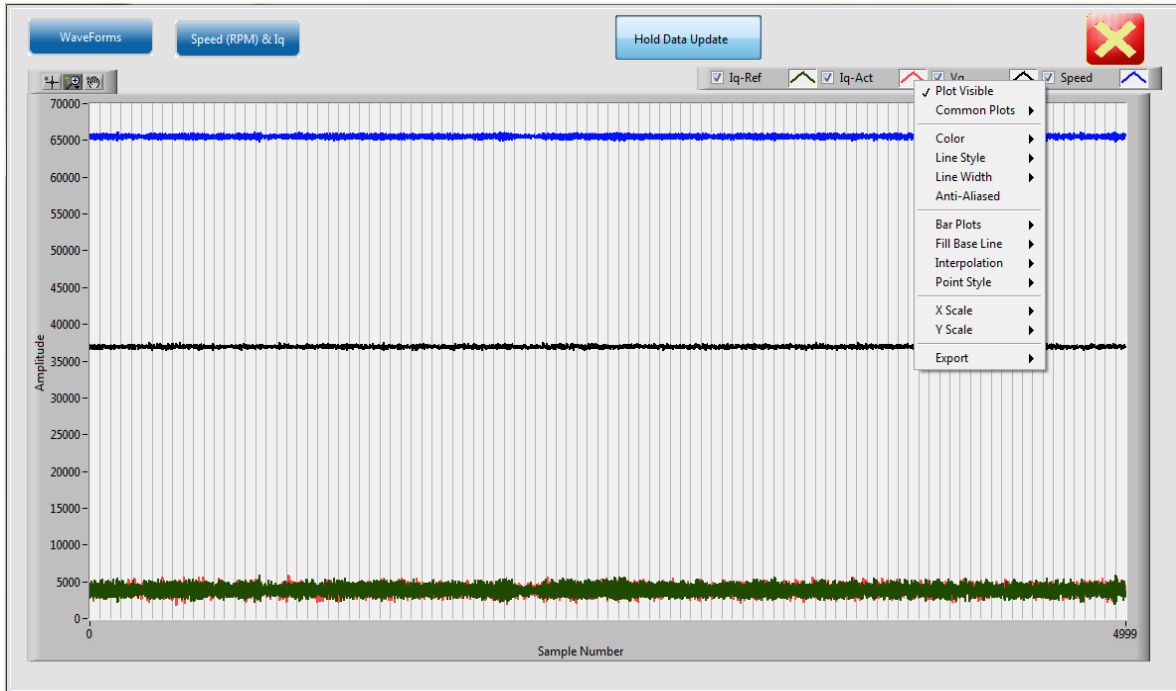 WaveForms
Speed (RPM) & Iq
Hold Data Update
Iq-Ref
Iq-Act
Vq
Speed
Plot Visible
Common Plots
Color
Line Style
Line Width
Anti-Aliased
Bar Plots
Fill Base Line
Interpolation
Point Style
X Scale
Y Scale
Export
70000
65000
60000
55000
50000
45000
40000
35000
30000
25000
20000
15000
10000
5000
0
Amplitude
0
4999
Sample Number